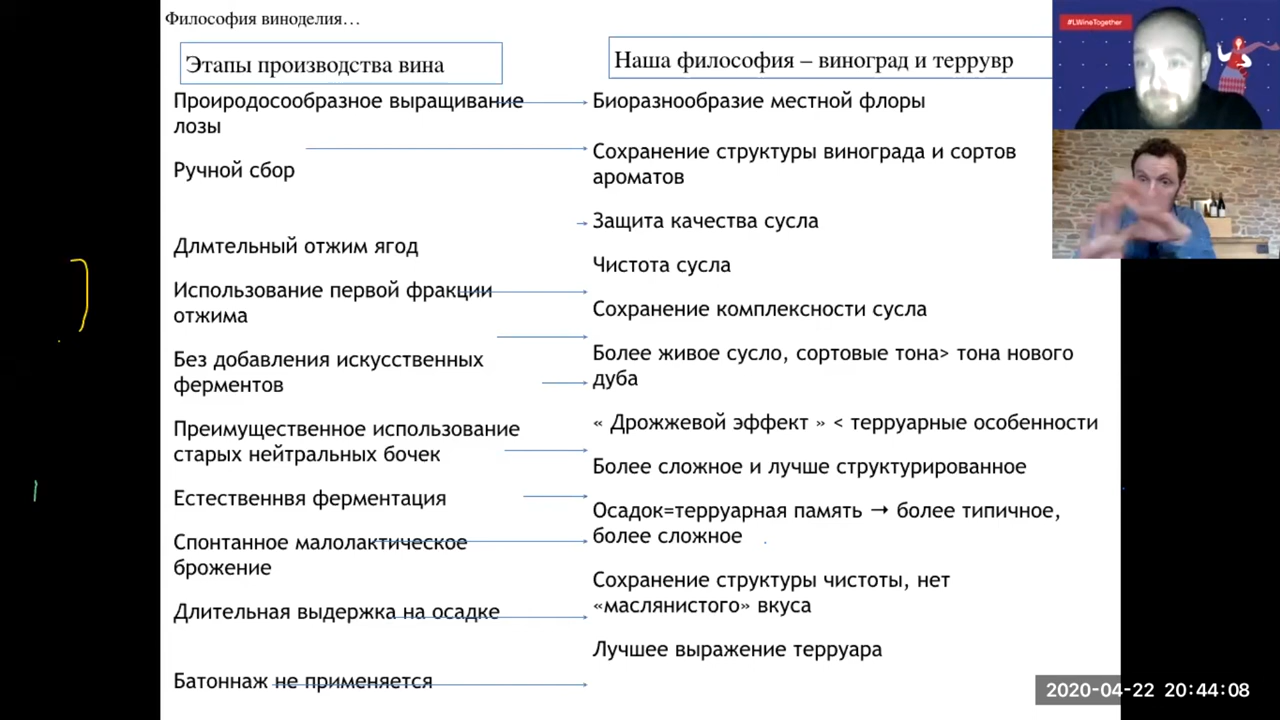 Философия виноделия…
Этапы производства вина
Проиродосообразное выращивание
лозы
Ручной сбор
Длмтельный отжим ягод
Использование первой фракции
отжима
Без добавления искусственных
ферментов
Преимущественное использование
старых нейтральных бочек
Естественнвя ферментация
Спонтанное малолактическое
брожение
Длительная выдержка на осадке
Батоннаж не применяется
Наша философия – виноград и террувр
Биоразнообразие местной флоры
Сохранение структуры винограда и сортов
ароматов
Защита качества сусла
Чистота сусла
Сохранение комплексности сусла
Более живое сусло, сортовые тона> тона нового
дуба
« Дрожжевой эффект » < терруарные особенности
Более сложное и лучше структурированное
Осадок=терруарная память → более типичное,
более сложное
Сохранение структуры чистоты, нет
«маслянистого» вкуса
Лучшее выражение терруара
#LWineTogether
2020-04-22 20:44:08